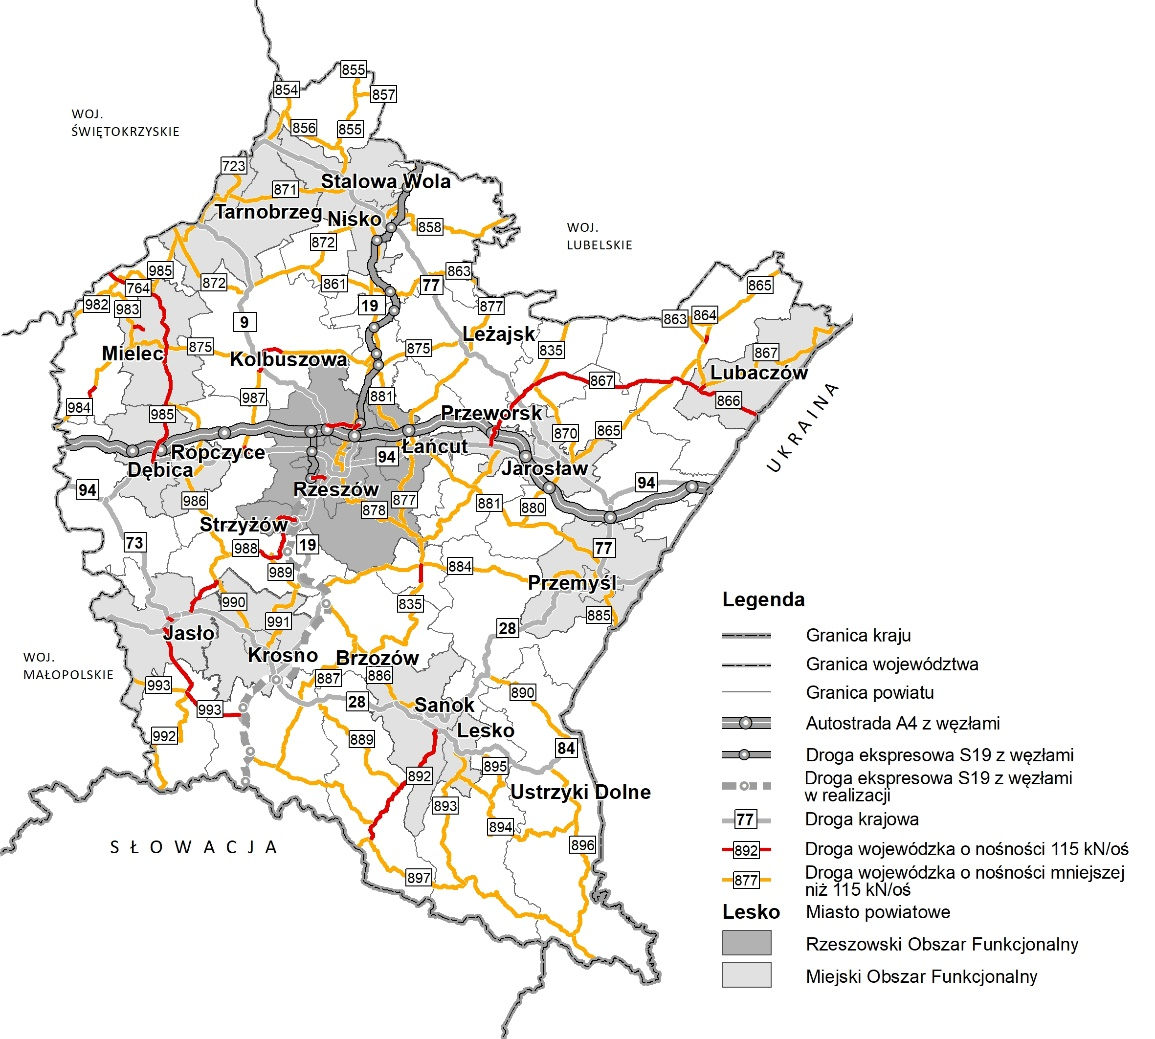 855
854
857
856
855
WOJ.
ŚWIĘTOKRZYSKIE
723
871
Stalowa Wola
Tarnobrzeg
Nisko
858
WOJ.
LUBELSKIE
872
985
764
872
861
77
863
865
982
983
9
19
877
863
864
Mielec
875
Kolbuszowa
875
Leżajsk
835
867
Lubaczów
984
987
881
867
866
985
Przeworsk
UKRAINA
Ropczyce
Łańcut
870
865
Dębica
94
Jarosław
94
Rzeszów
94
986
878
877
881
880
Strzyżów
73
988
19
77
989
884
Przemyśl
990
835
885
991
28
Jasło
WOJ.
MAŁOPOLSKIE
Krosno
Brzozów
993
887
886
890
993
28
Sanok
992
889
Lesko
84
892
895
Ustrzyki Dolne
893
894
896
SŁOWACJA
897
Legenda
Granica kraju
Granica województwa
Granica powiatu
Autostrada A4 z węzłami
Droga ekspresowa S19 z węzłami
Droga ekspresowa S19 z węzłami
w realizacji
77 Droga krajowa
892 Droga wojewódzka o nośności 115 kN/oś
877 Droga wojewódzka o nośności mniejszej
niż 115 kN/oś
Lesko Miasto powiatowe
Rzeszowski Obszar Funkcjonalny
Miejski Obszar Funkcjonalny